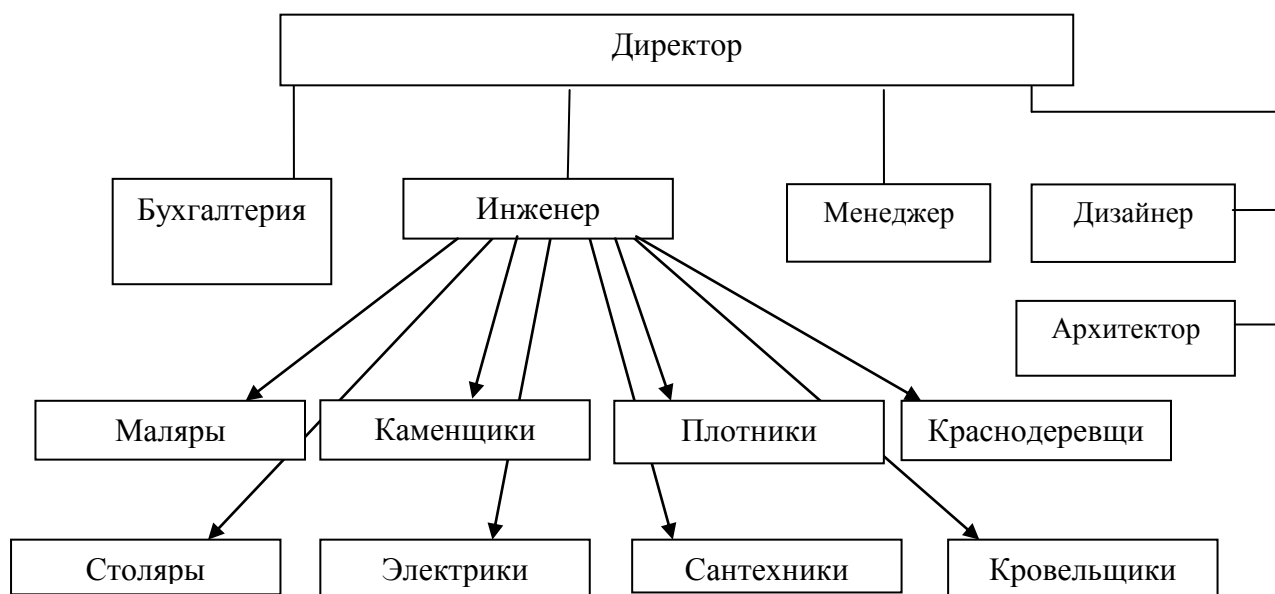 Директор
Бухгалтерия
Инженер
Менеджер
Дизайнер
Архитектор
Маляры
Каменщики
Плотники
Краснодеревщи
Столяры
Электрики
Сантехники
Кровельщики